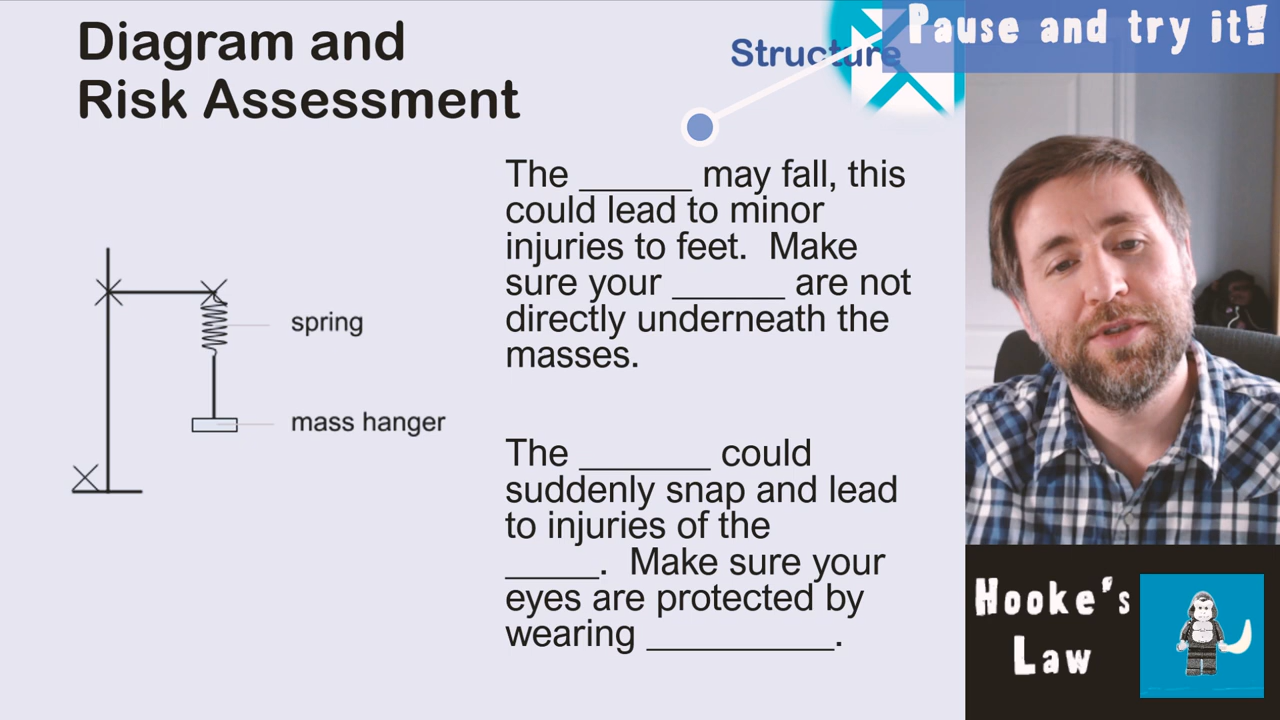 Diagram and
Risk Assessment
Structure
Pause and try it!
The ______ may fall, this
could lead to minor
injuries to feet.  Make
sure your ______ are not
directly underneath the
masses.
spring
mass hanger
The _______ could
suddenly snap and lead
to injuries of the
_____.  Make sure your
eyes are protected by
wearing __________.
Hooke's
Law